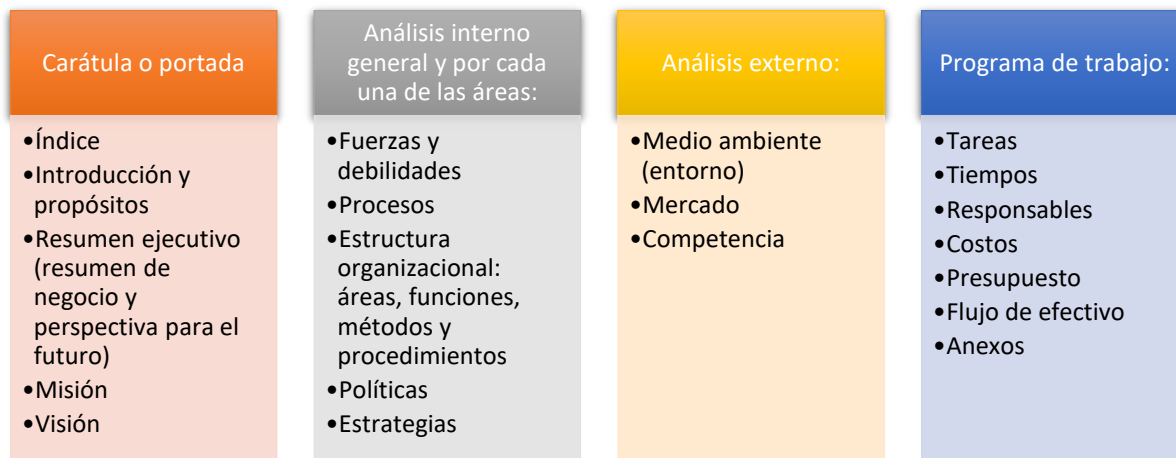 Carátula o portada
•Índice
•Introducción y
propósitos
•Resumen ejecutivo
(resumen de
negocio y
perspectiva para el
futuro)
•Misión
•Visión
Análisis interno
general y por cada
una de las áreas:
•Fuerzas y
debilidades
•Procesos
•Estructura
organizacional:
áreas, funciones,
métodos y
procedimientos
•Políticas
•Estrategias
Análisis externo:
•Medio ambiente
(entorno)
•Mercado
•Competencia
Programa de trabajo:
•Tareas
•Tiempos
•Responsables
•Costos
•Presupuesto
•Flujo de efectivo
•Anexos